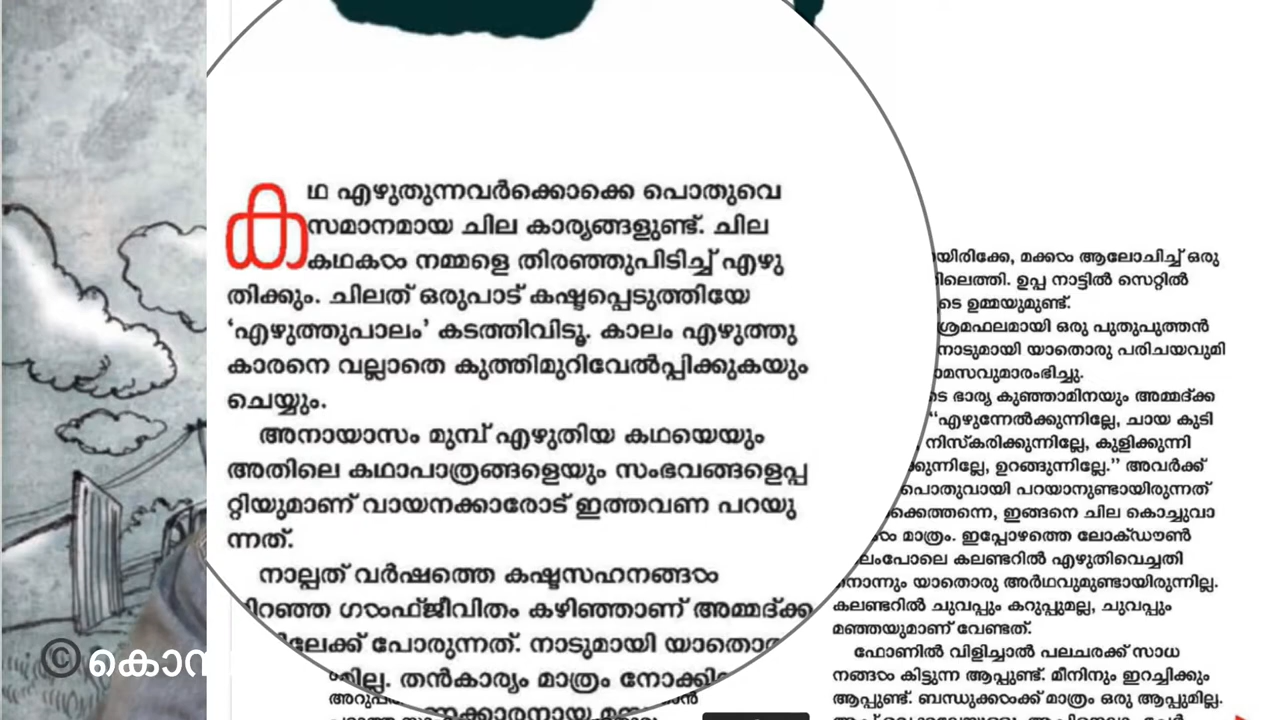 കഥ എഴുതുന്നവർക്കൊക്കെ പൊതുവെ
സമാനമായ ചില കാര്യങ്ങളുണ്ട്. ചില
കഥകൾ നമ്മളെ തിരഞ്ഞുപിടിച്ച് എഴു
തിക്കും. ചിലത് ഒരുപാട് കഷ്ടപ്പെടുത്തിയേ
‘എഴുത്തുപാലം’ കടത്തിവിടൂ. കാലം എഴുത്തു
കാരനെ വല്ലാതെ കുത്തിമുറിവേൽപ്പിക്കുകയും
ചെയ്യും.
അനായാസം മുമ്പ് എഴുതിയ കഥയെയും
അതിലെ കഥാപാത്രങ്ങളെയും സംഭവങ്ങളെപ്പ
റ്റിയുമാണ് വായനക്കാരോട് ഇത്തവണ പറയു
ന്നത്.
നാല്പത് വർഷത്തെ കഷ്ടസഹനങ്ങൾ
ഗൾഫ്ജീവിതം കഴിഞ്ഞാണ് അമ്മദ്ക്ക
പോരുന്നത്. നാടുമായി
തൻകാര്യം മാത്രം
മക്കൾ ആലോചിച്ച് ഒരു
ഉപ്പ നാട്ടിൽ സെറ്റിൽ
ഉമ്മയുമുണ്ട്.
ശ്രമഫലമായി ഒരു പുതുപുത്തൻ
നാടുമായി യാതൊരു പരിചയവുമി
ഭാര്യ കുഞ്ഞാമിനയും അമ്മദ്ക്ക
“എഴുന്നേൽക്കുന്നില്ലേ, ചായ കുടി
നിസ്കരിക്കുന്നില്ലേ, കുളിക്കുന്നി
ഉറങ്ങുന്നില്ലേ.” അവർക്ക്
പൊതുവായി പറയാനുണ്ടായിരുന്നത്
ഇങ്ങനെ ചില കൊച്ചുവാ
മാത്രം. ഇപ്പോഴത്തെ ലോക്ഡൗൺ
കലണ്ടറിൽ എഴുതിവെച്ചതി
യാതൊരു അർഥവുമുണ്ടായിരുന്നില്ല.
കലണ്ടറിൽ ചുവപ്പും കറുപ്പുമല്ല, ചുവപ്പും
മഞ്ഞയുമാണ് വേണ്ടത്.
ഫോണിൽ വിളിച്ചാൽ പലചരക്ക് സാധ
നങ്ങൾ കിട്ടുന്ന ആപ്പുണ്ട്. മീനിനും ഇറച്ചിക്കും
ആപ്പുണ്ട്. ബന്ധുക്കൾക്ക് മാത്രം ഒരു ആപ്പുമില്ല.